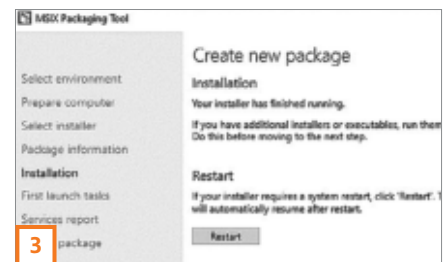 MSIX Packaging Tool
Create new package
Select environment
Installation
Prepare computer
Your installer has finished running.
Select installer
If you have additional installers or executables, run them
Do this before moving to the next step.
Package information
Installation
Restart
First launch tasks
If your installer requires a system restart, click 'Restart'. T
will automatically resume after restart.
Services report
3
package
Restart